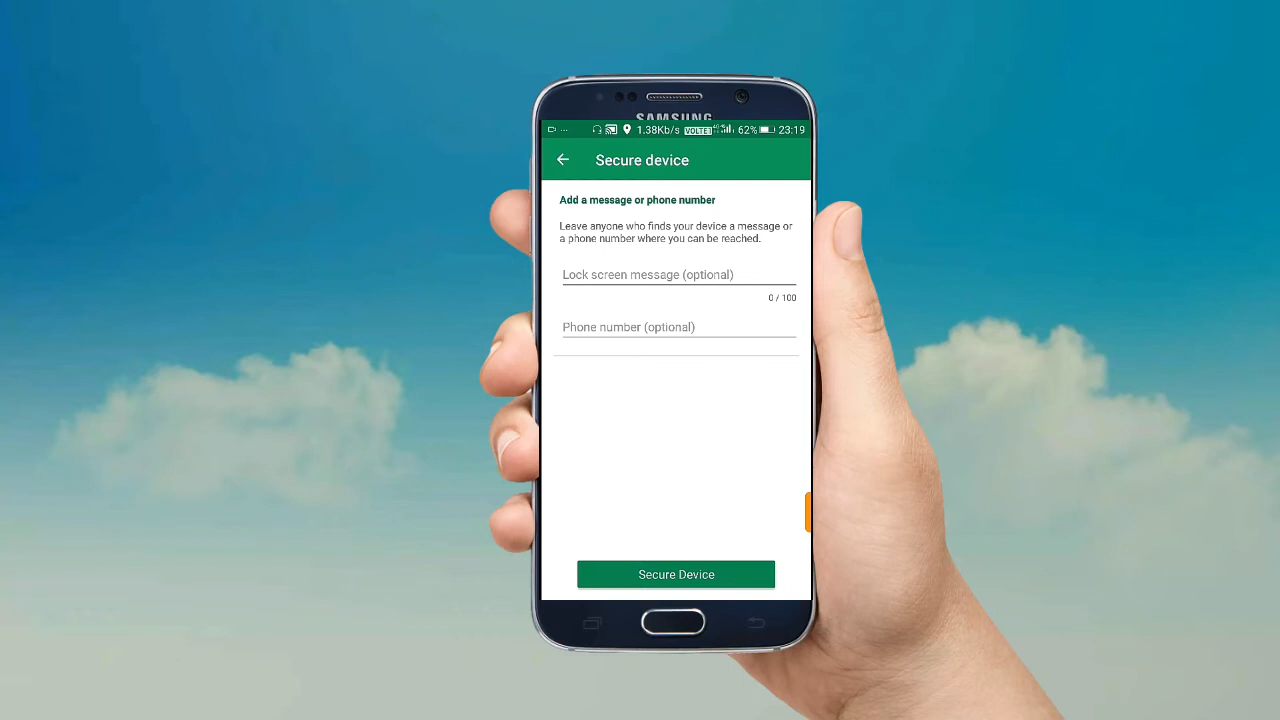 SAMSUNG
1.38Kb/s VOLTE1 4G 62% 23:19
Secure device
Add a message or phone number
Leave anyone who finds your device a message or
a phone number where you can be reached.
Lock screen message (optional)
0 / 100
Phone number (optional)
Secure Device